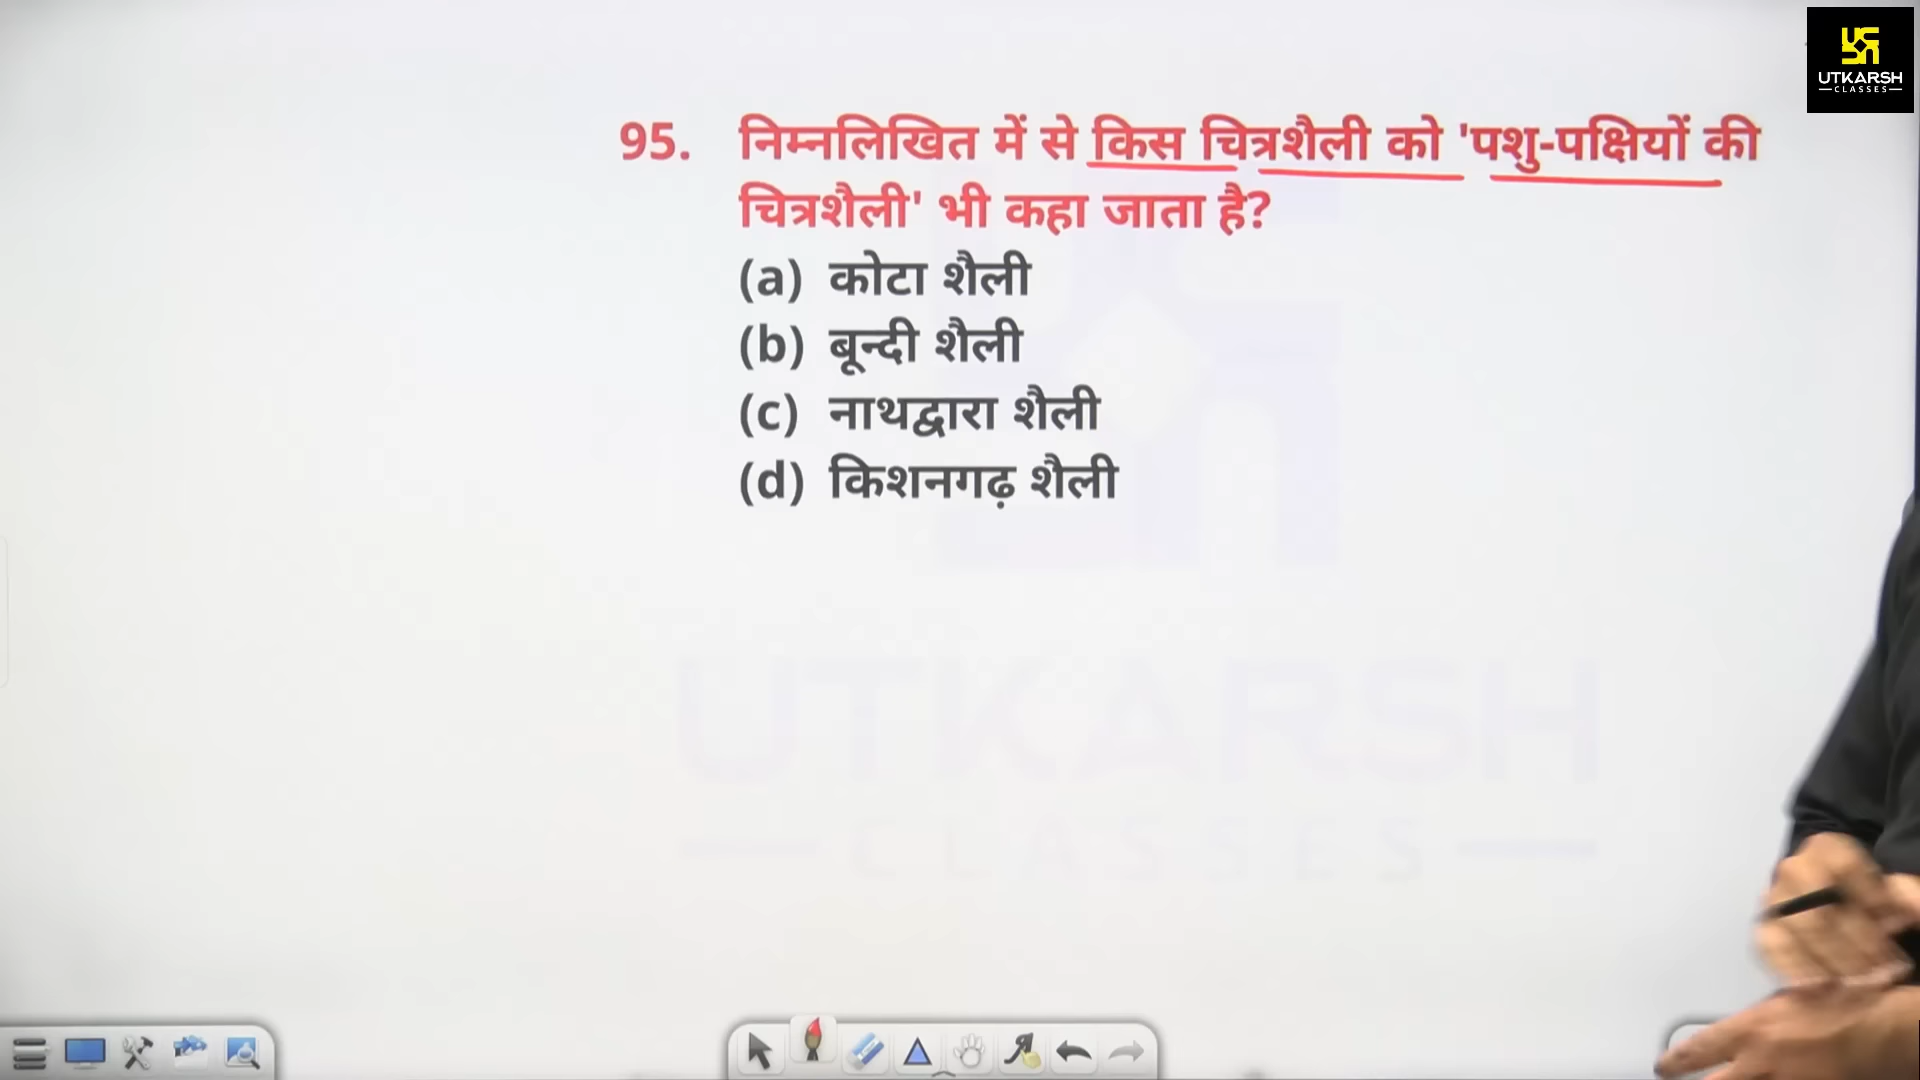 UTKARSH
CLASSES
95. निम्नलिखित में से किस चित्रशैली को 'पशु-पक्षियों की
चित्रशैली' भी कहा जाता है?
(a) कोटा शैली
(b) बून्दी शैली
(c) नाथद्वारा शैली
(d) किशनगढ़ शैली
UTKARSH
CLASSES